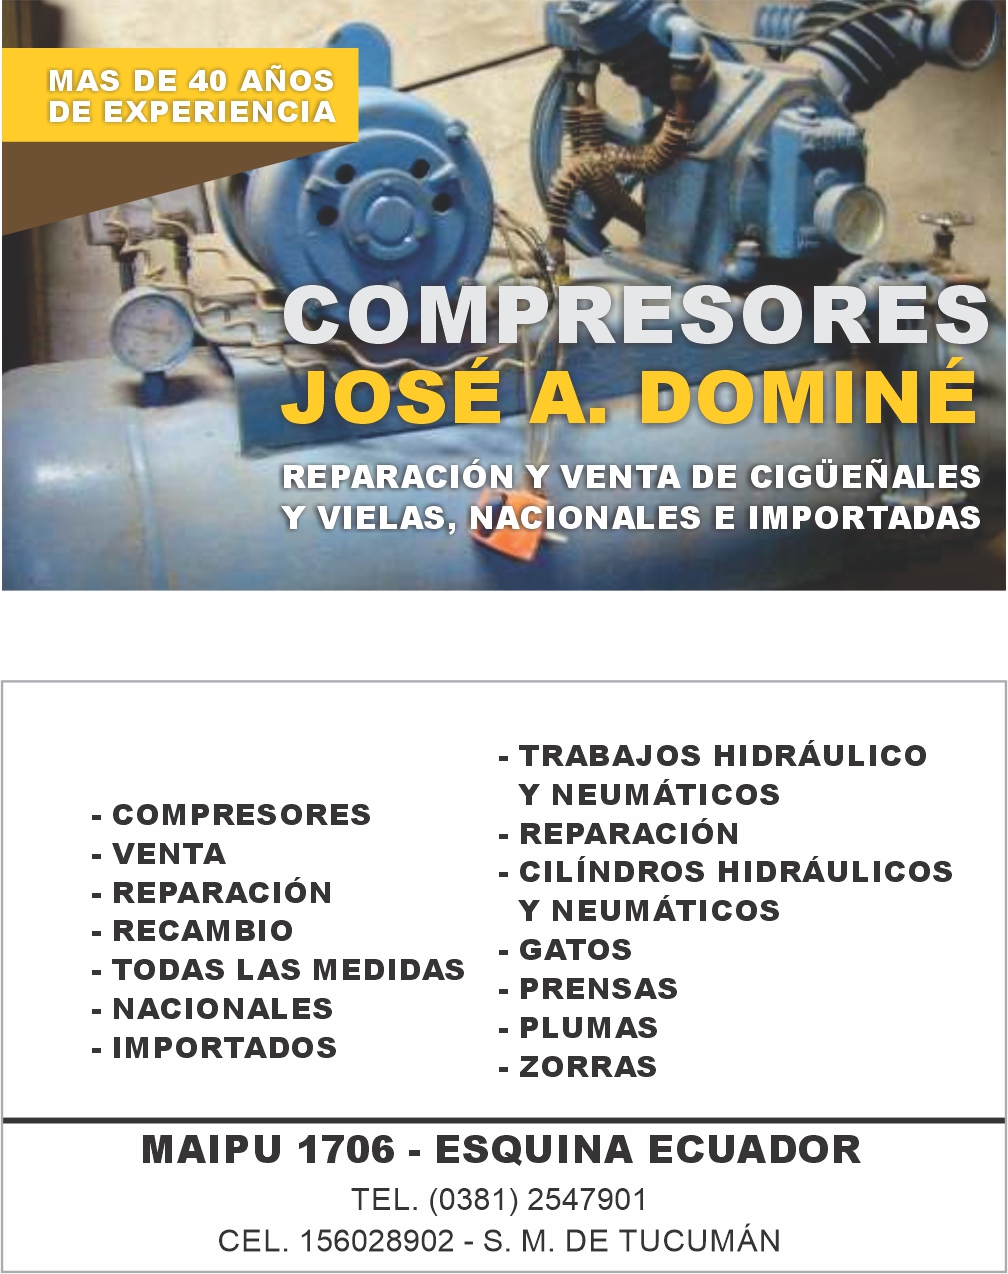 MAS DE 40 AÑOS
DE EXPERIENCIA
COMPRESORES
JOSÉ A. DOMINÉ
REPARACIÓN Y VENTA DE CIGÜEÑALES
Y VIELAS, NACIONALES E IMPORTADAS
- COMPRESORES
- VENTA
- REPARACIÓN
- RECAMBIO
- TODAS LAS MEDIDAS
- NACIONALES
- IMPORTADOS
- TRABAJOS HIDRÁULICO
Y NEUMÁTICOS
- REPARACIÓN
- CILÍNDROS HIDRÁULICOS
Y NEUMÁTICOS
- GATOS
- PRENSAS
- PLUMAS
- ZORRAS
MAIPU 1706 - ESQUINA ECUADOR
TEL. (0381) 2547901
CEL. 156028902 - S. M. DE TUCUMÁN